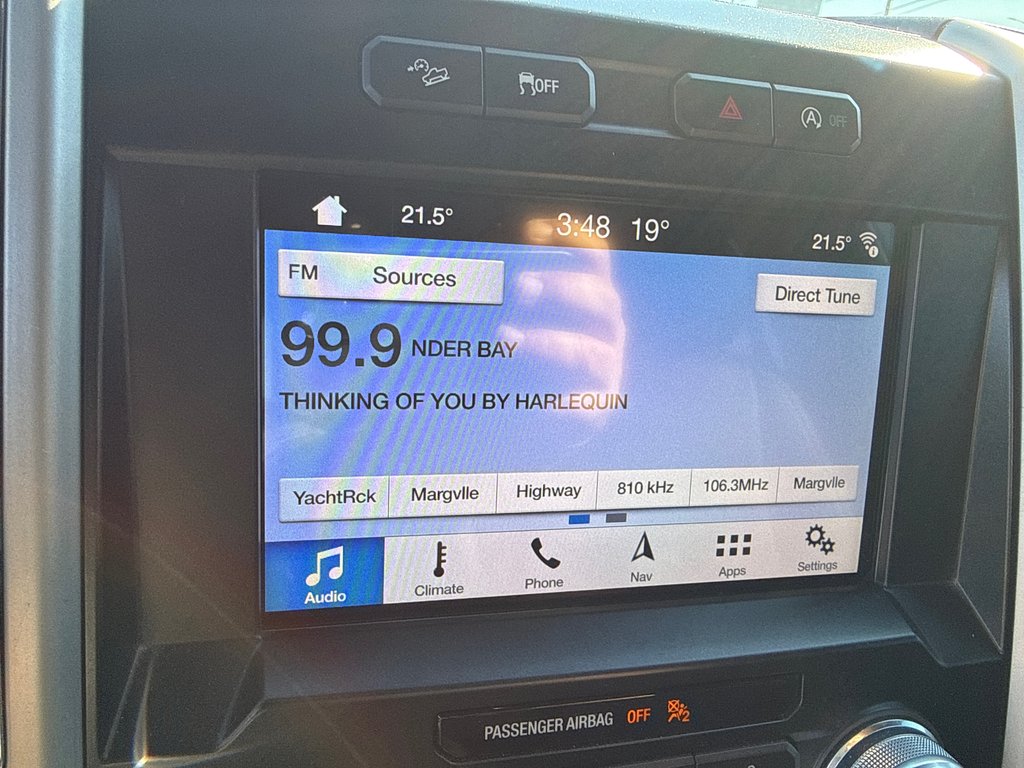 OFF
A OFF
21.5° 3:48 19° 21.5°
FM Sources
Direct Tune
99.9 NDER BAY
THINKING OF YOU BY HARLEQUIN
YachtRck Margvlle Highway 810 kHz 106.3MHz Margvlle
Audio Climate Phone Nav Apps Settings
PASSENGER AIRBAG OFF 2